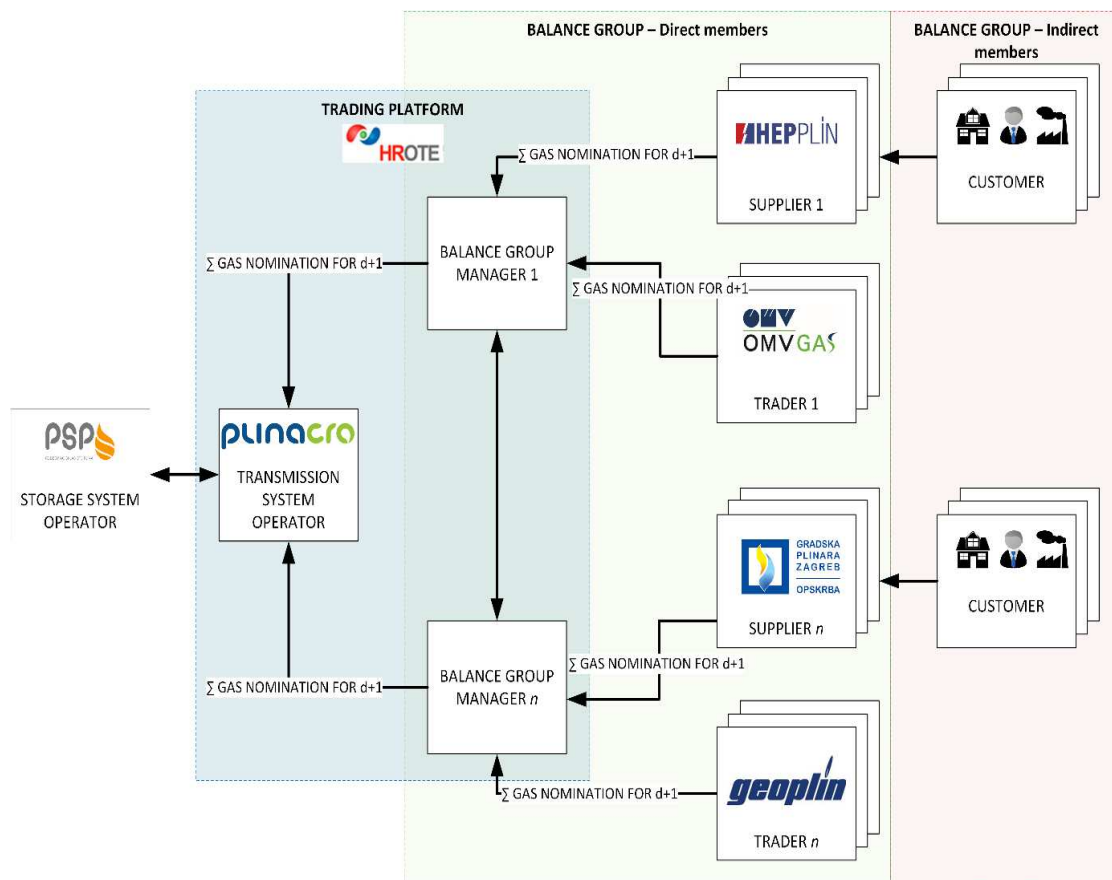 BALANCE GROUP – Direct members
BALANCE GROUP – Indirect
members
TRADING PLATFORM
HROTE
HEPPLIN
SUPPLIER 1
CUSTOMER
∑ GAS NOMINATION FOR d+1
BALANCE GROUP
MANAGER 1
∑ GAS NOMINATION FOR d+1
∑ GAS NOMINATION FOR d+1
OMV
OMVGAS
TRADER 1
psp
STORAGE SYSTEM
OPERATOR
plinacro
TRANSMISSION
SYSTEM
OPERATOR
GRADSKA
PLINARA
ZAGREB
OPSKRBA
SUPPLIER n
CUSTOMER
∑ GAS NOMINATION FOR d+1
BALANCE GROUP
MANAGER n
∑ GAS NOMINATION FOR d+1
∑ GAS NOMINATION FOR d+1
geoplin
TRADER n